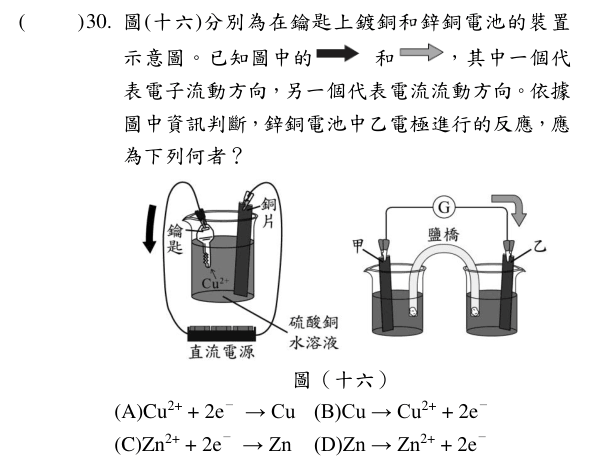 (　　)30. 圖(十六)分別為在鑰匙上鍍銅和鋅銅電池的裝置
示意圖。已知圖中的 和 ，其中一個代
表電子流動方向，另一個代表電流流動方向。依據
圖中資訊判斷，鋅銅電池中乙電極進行的反應，應
為下列何者？
鑰匙
銅片
Cu²⁺
硫酸銅水溶液
直流電源
G
鹽橋
甲
乙
圖（十六）
(A)Cu²⁺ + 2e⁻ → Cu (B)Cu → Cu²⁺ + 2e⁻
(C)Zn²⁺ + 2e⁻ → Zn (D)Zn → Zn²⁺ + 2e⁻